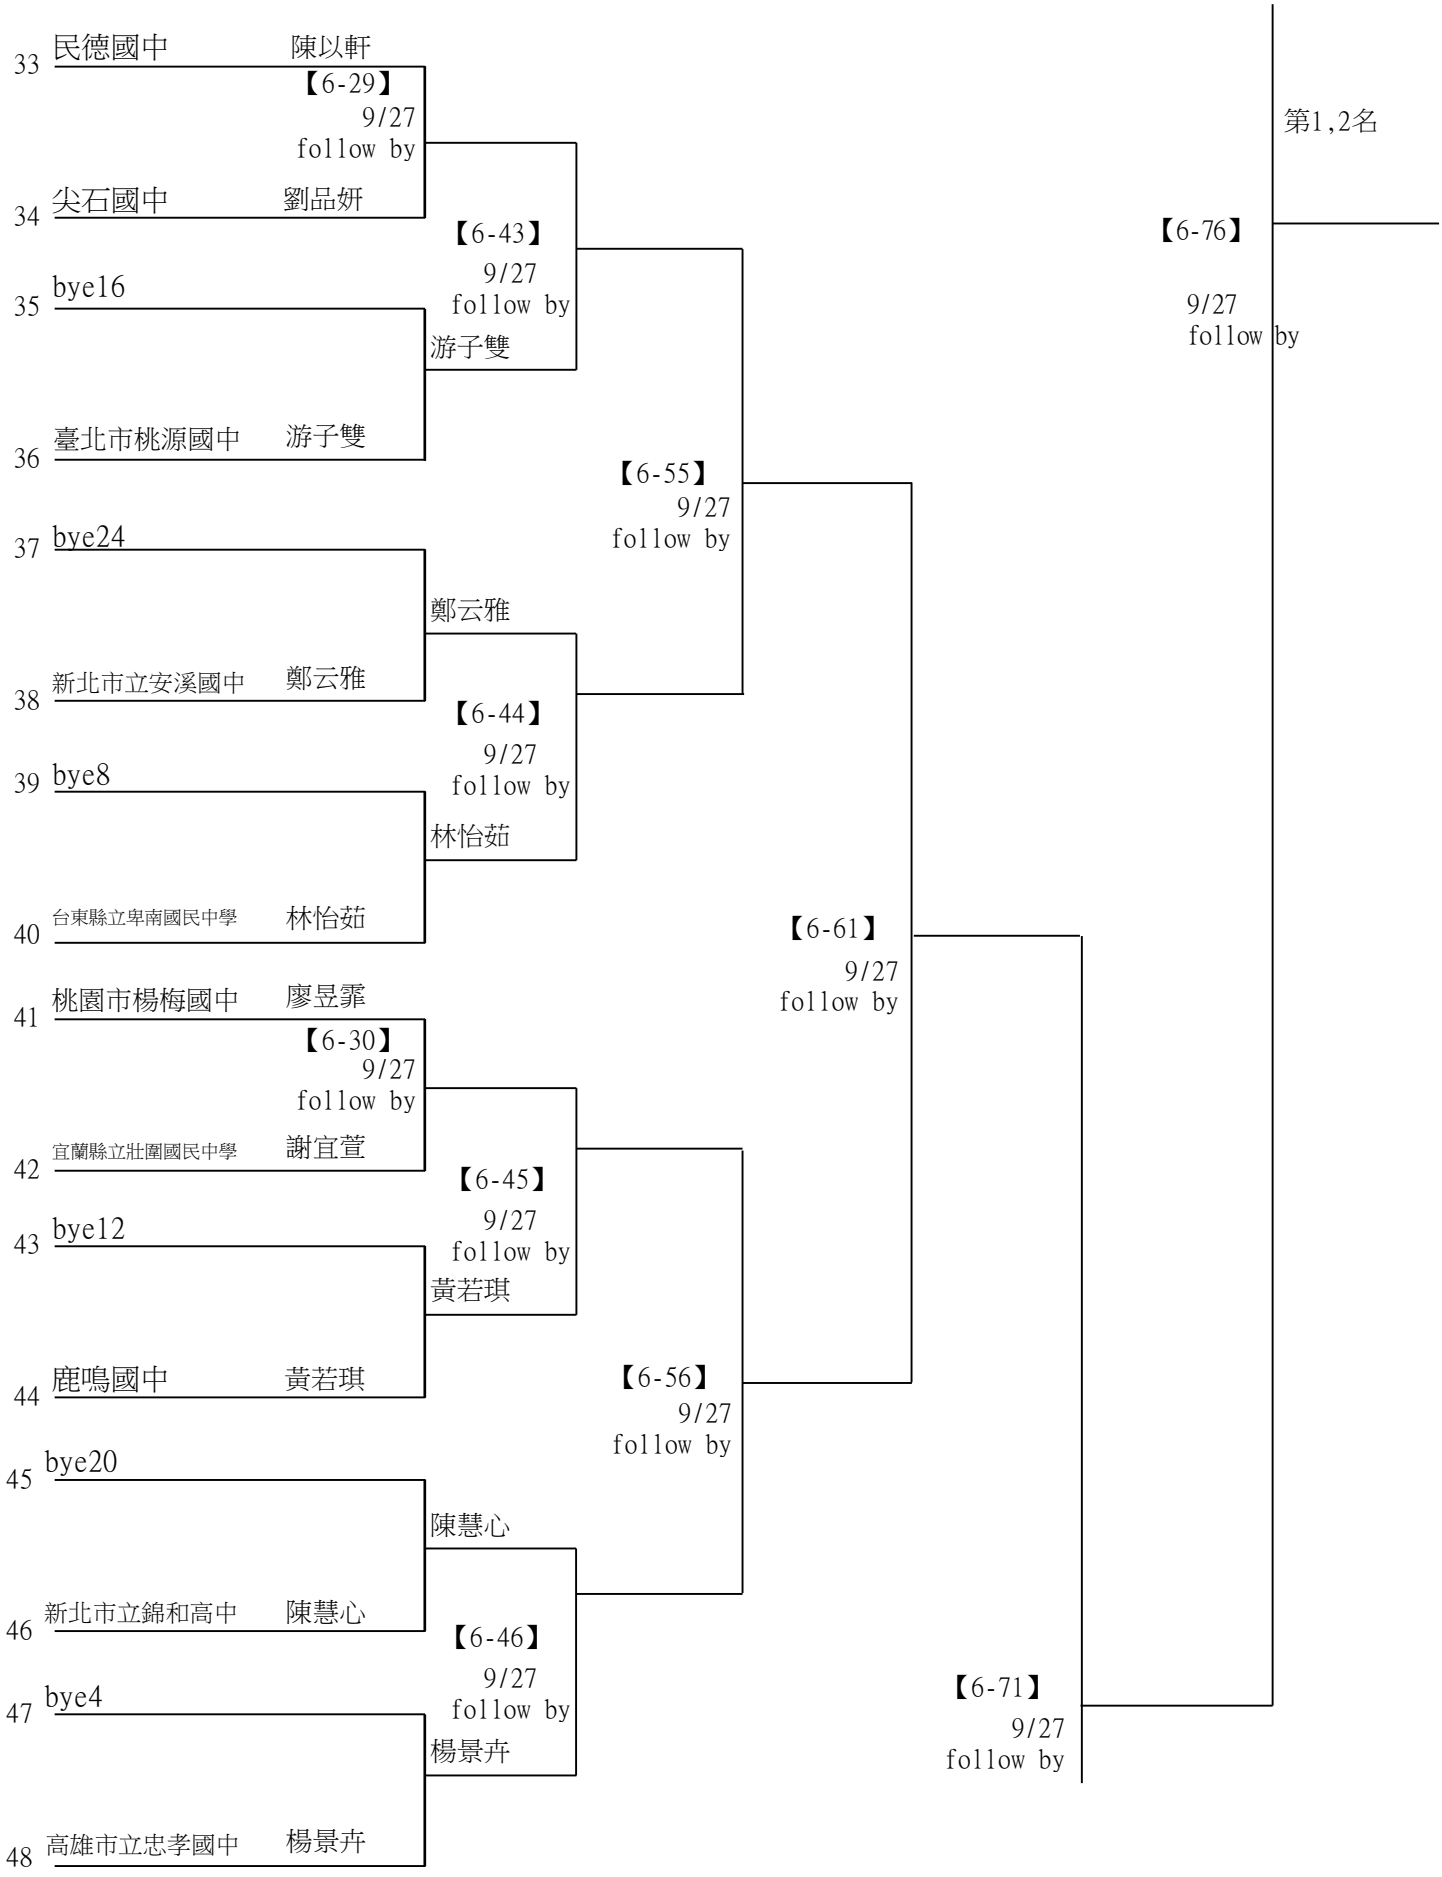 33 民德國中 陳以軒
【6-29】
9/27
follow by
第1,2名
34 尖石國中 劉品妍
【6-43】
9/27
follow by
【6-76】
9/27
follow by
35 bye16
游子雙
36 臺北市桃源國中 游子雙
【6-55】
9/27
follow by
37 bye24
鄭云雅
38 新北市立安溪國中 鄭云雅
【6-44】
9/27
follow by
39 bye8
林怡茹
40 台東縣立卑南國民中學 林怡茹
【6-61】
9/27
follow by
41 桃園市楊梅國中 廖昱霏
【6-30】
9/27
follow by
42 宜蘭縣立壯圍國民中學 謝宜萱
【6-45】
9/27
follow by
43 bye12
黃若琪
44 鹿鳴國中 黃若琪
【6-56】
9/27
follow by
45 bye20
陳慧心
46 新北市立錦和高中 陳慧心
【6-46】
9/27
follow by
47 bye4
楊景卉
【6-71】
9/27
follow by
48 高雄市立忠孝國中 楊景卉